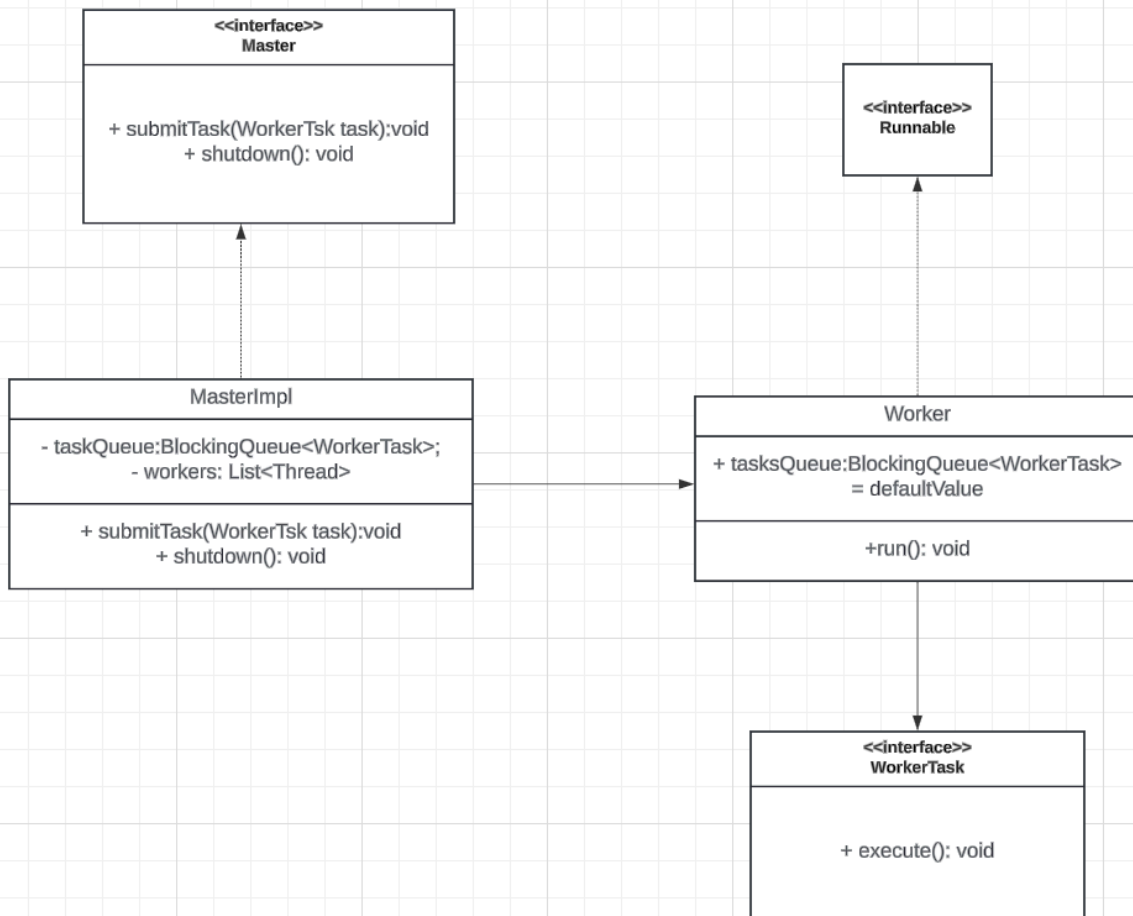 <<interface>>
Master
+ submitTask(WorkerTsk task):void
+ shutdown(): void
<<interface>>
Runnable
MasterImpl
- taskQueue:BlockingQueue<WorkerTask>;
- workers: List<Thread>
+ submitTask(WorkerTsk task):void
+ shutdown(): void
Worker
+ tasksQueue:BlockingQueue<WorkerTask>
= defaultValue
+run(): void
<<interface>>
WorkerTask
+ execute(): void